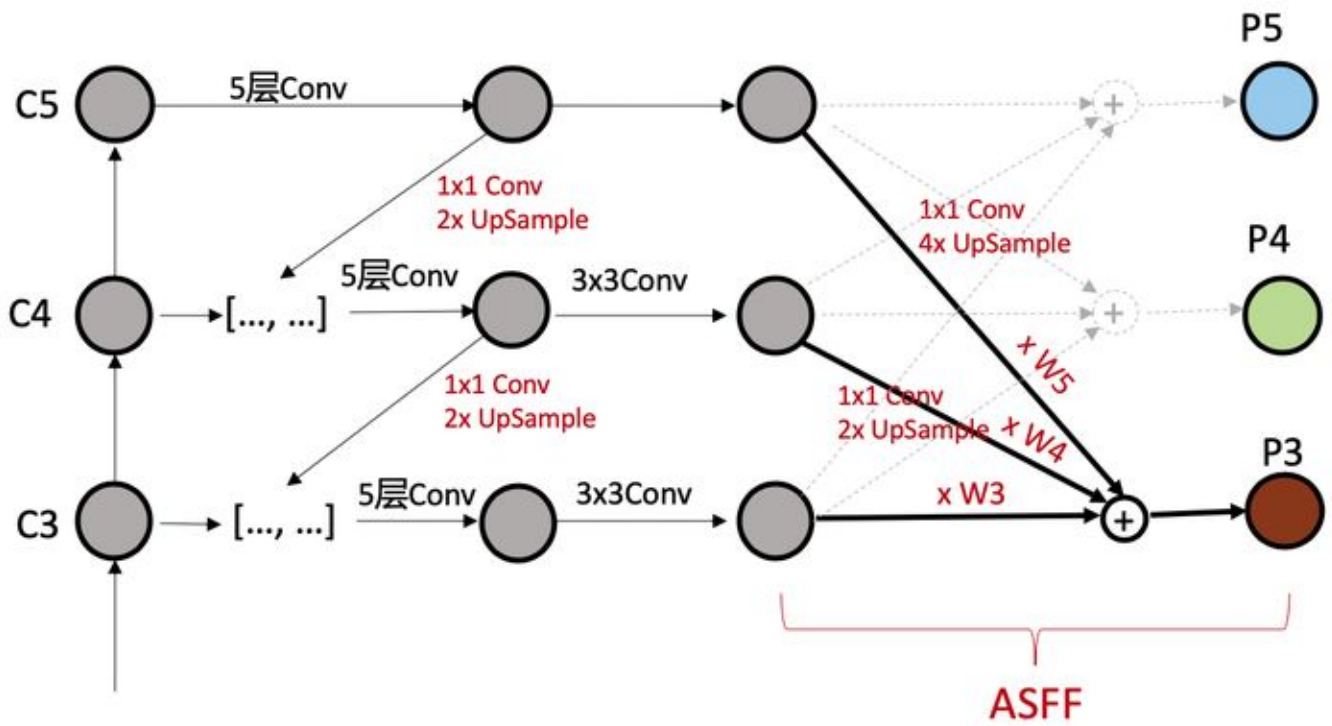 P5
C5
5层Conv
+
1x1 Conv
2x UpSample
1x1 Conv
4x UpSample
P4
C4
[..., ...]
5层Conv
3x3Conv
+
x W5
1x1 Conv
2x UpSample
1x1 Conv
2x UpSample
x W4
P3
C3
[..., ...]
5层Conv
3x3Conv
x W3
+
ASFF